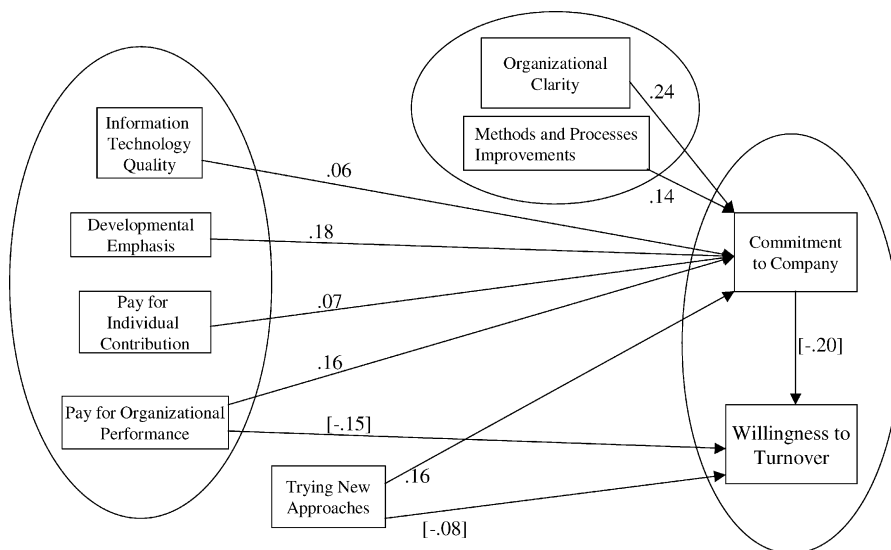 Organizational
Clarity
.24
Methods and Processes
Improvements
.14
Information
Technology
Quality
.06
Developmental
Emphasis
.18
Pay for
Individual
Contribution
.07
Pay for Organizational
Performance
.16
[-.15]
Trying New
Approaches
.16
[-.08]
Commitment
to Company
[-.20]
Willingness to
Turnover